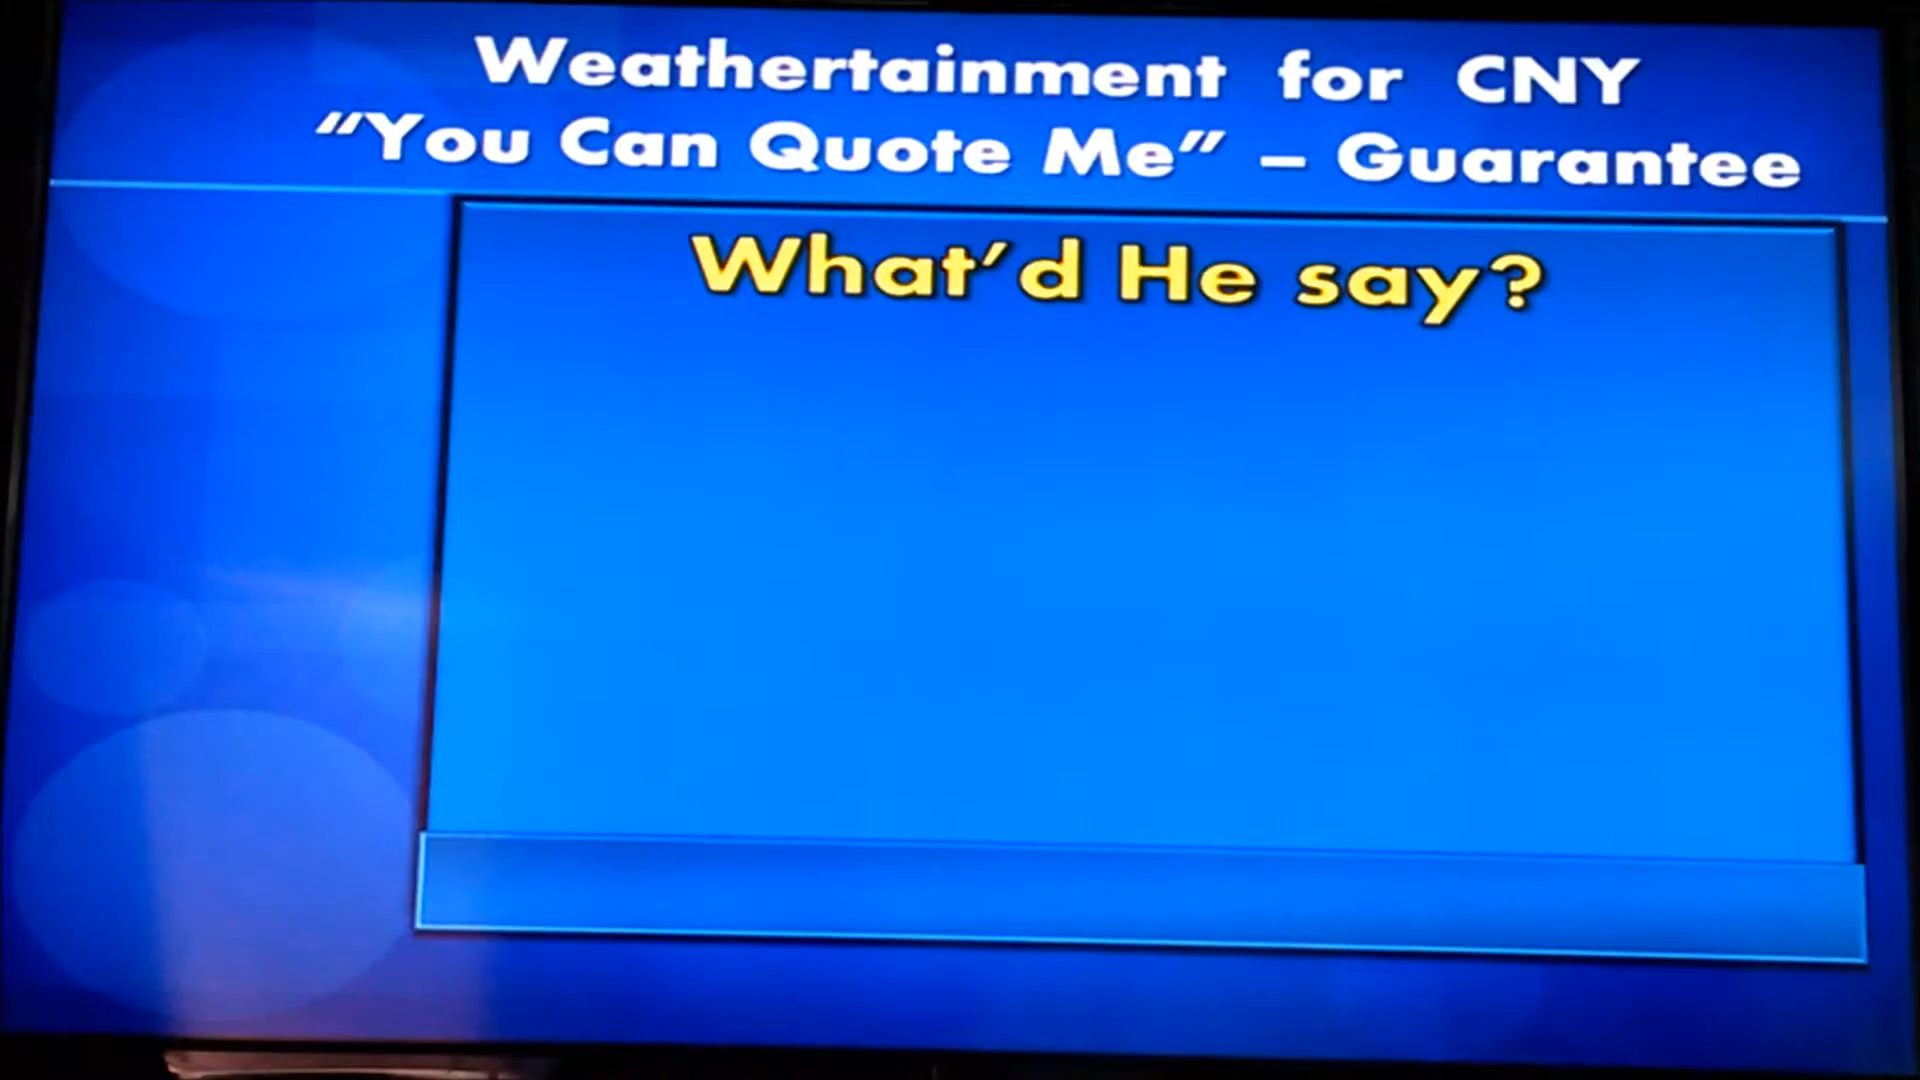 Weathertainment for CNY
"You Can Quote Me" – Guarantee
What'd He say?